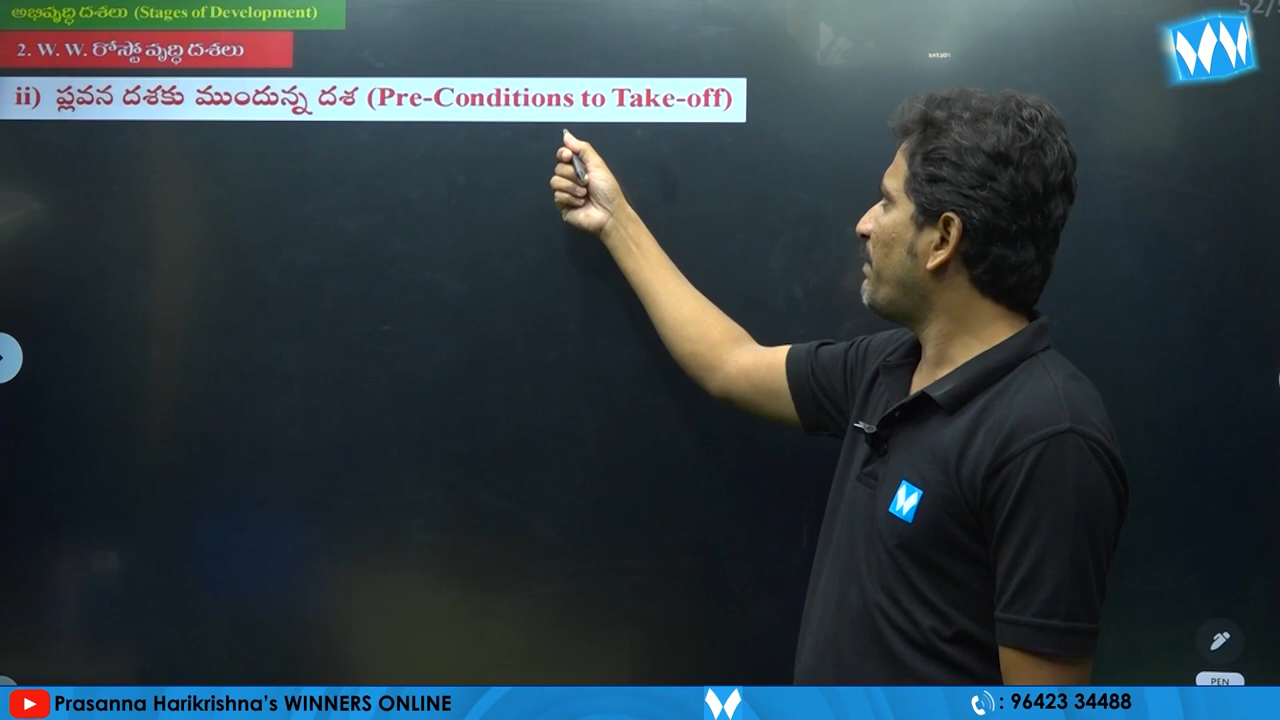 అభివృద్ధి దశలు (Stages of Development)
52/
2. W. W. రోస్టో వృద్ధి దశలు
ii) ప్లవన దశకు ముందున్న దశ (Pre-Conditions to Take-off)
PEN
Prasanna Harikrishna's WINNERS ONLINE
: 96423 34488